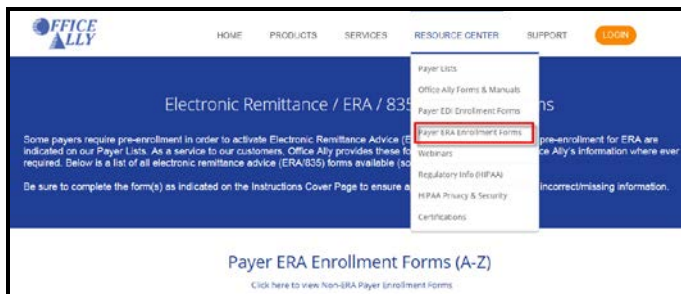 OFFICE
ALLY
HOME PRODUCTS SERVICES RESOURCE CENTER SUPPORT LOGIN
Payer Lists
Office Ally Forms & Manuals
Payer EDI Enrollment Forms
Payer ERA Enrollment Forms
Webinars
Regulatory Info (HIPAA)
HIPAA Privacy & Security
Certifications
Electronic Remittance / ERA / 835 ns
Some payers require pre-enrollment in order to activate Electronic Remittance Advice (E pre-enrollment for ERA are
indicated on our Payer Lists. As a service to our customers. Office Ally provides these fo ce Ally's information where ever
required. Below is a list of all electronic remittance advice (ERA/835) forms available (so
Be sure to complete the form(s) as indicated on the Instructions Cover Page to ensure a incorrect/missing information.
Payer ERA Enrollment Forms (A-Z)
Click here to view Non-ERA Payer Enrollment Forms